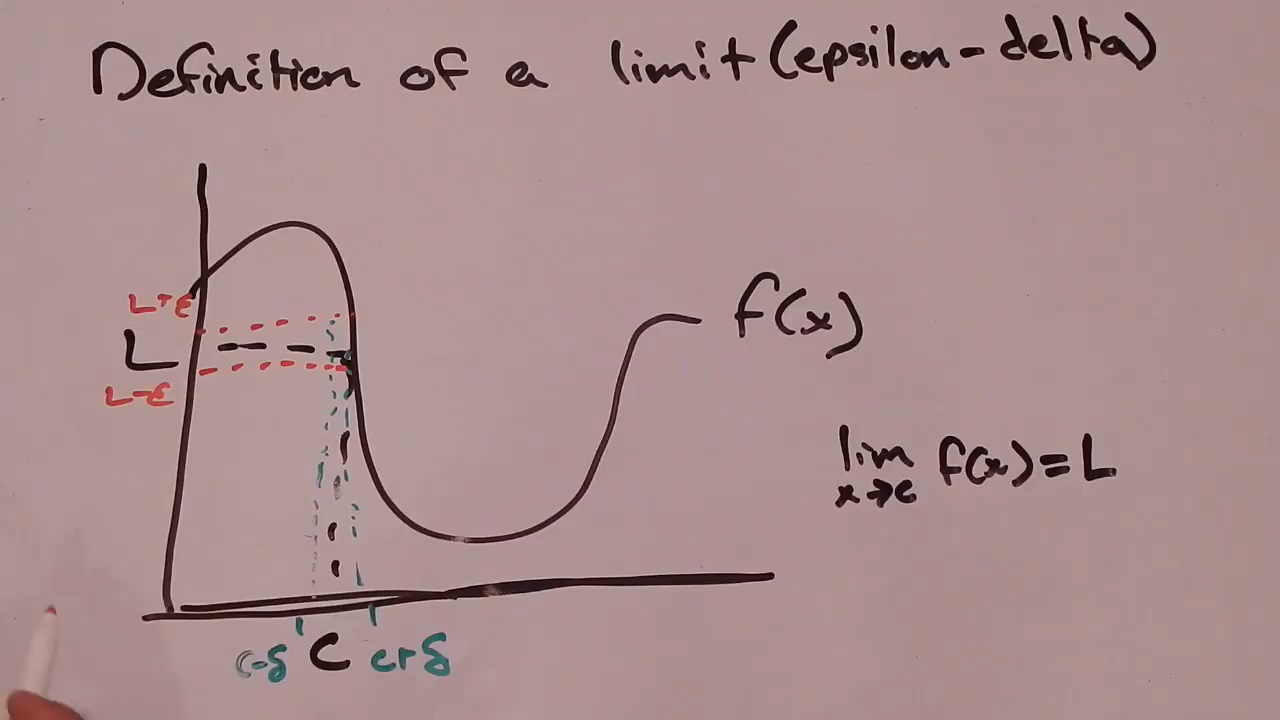 Definition of a limit (epsilon-delta)
L+ε
L
L-ε
f(x)
lim f(x)=L
x→c
c-δ C c+δ